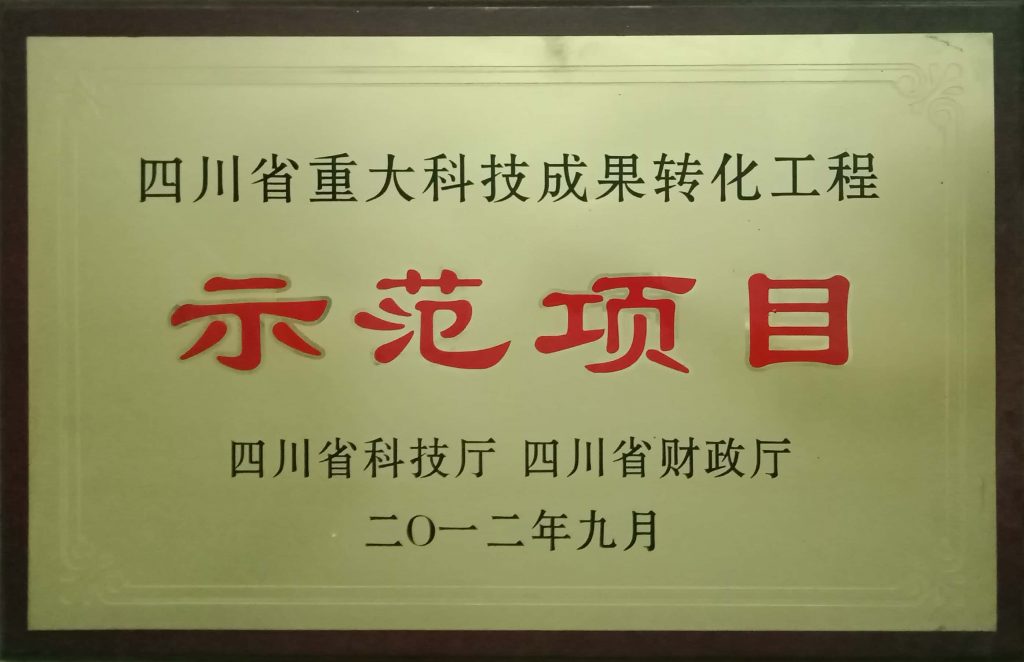 四川省重大科技成果转化工程
示范项目
四川省科技厅 四川省财政厅
二〇一二年九月